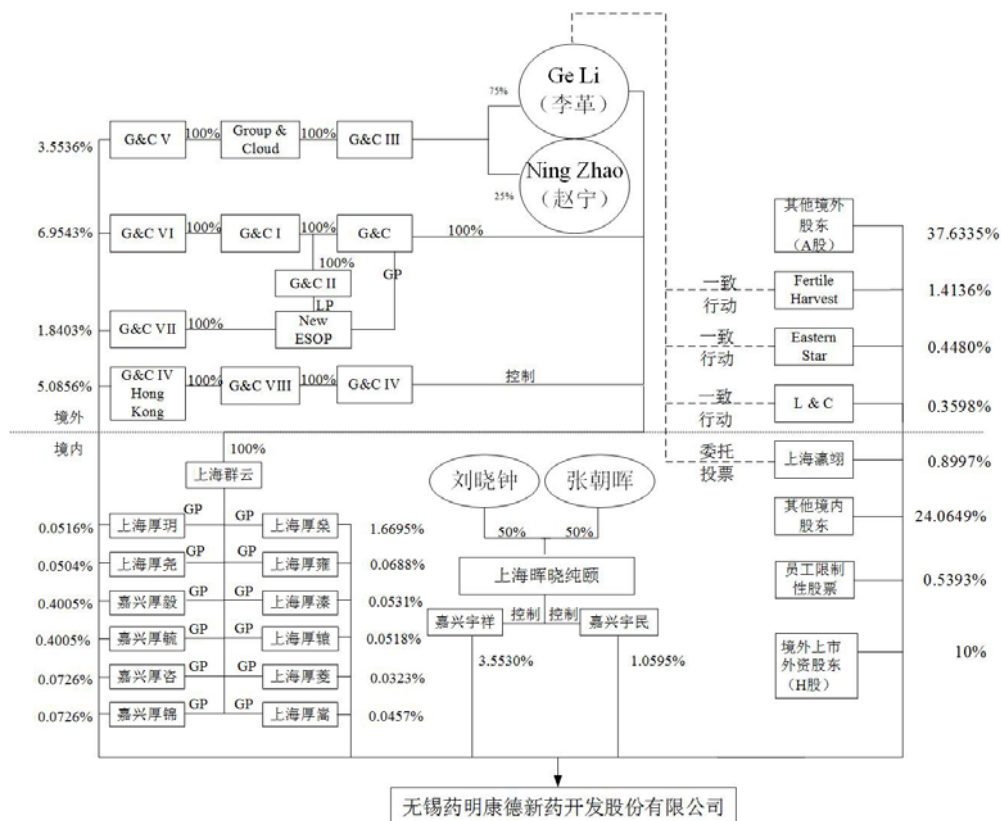 Ge Li
（李革）
75%
3.5536%
G&C V
100%
Group &
Cloud
100%
G&C III
Ning Zhao
（赵宁）
25%
6.9543%
G&C VI
100%
G&C I
100%
G&C
100%
100%
G&C II
GP
LP
1.8403%
G&C VII
100%
New
ESOP
5.0856%
G&C IV
Hong
Kong
100%
G&C VIII
100%
G&C IV
控制
境外
境内
其他境外
股东
（A股）
37.6335%
一致
行动
Fertile
Harvest
1.4136%
一致
行动
Eastern
Star
0.4480%
一致
行动
L & C
0.3598%
委托
投票
上海瀛翊
0.8997%
其他境内
股东
24.0649%
员工限制
性股票
0.5393%
境外上市
外资股东
（H股）
10%
100%
上海群云
0.0516%
上海厚玥
GP
GP
上海厚燊
1.6695%
0.0504%
上海厚尧
GP
GP
上海厚雍
0.0688%
0.4005%
嘉兴厚毅
GP
GP
上海厚溱
0.0531%
0.4005%
嘉兴厚毓
GP
GP
上海厚辕
0.0518%
0.0726%
嘉兴厚咨
GP
GP
上海厚菱
0.0323%
0.0726%
嘉兴厚锦
GP
GP
上海厚嵩
0.0457%
刘晓钟
张朝晖
50%
50%
上海晖晓纯颐
嘉兴宇祥
控制
控制
嘉兴宇民
3.5530%
1.0595%
无锡药明康德新药开发股份有限公司